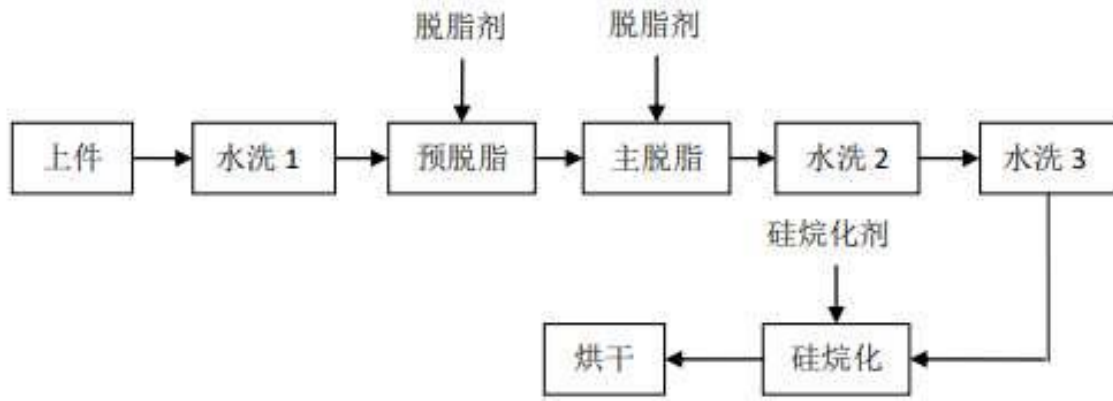 脱脂剂
脱脂剂
上件
水洗 1
预脱脂
主脱脂
水洗 2
水洗 3
硅烷化剂
烘干
硅烷化